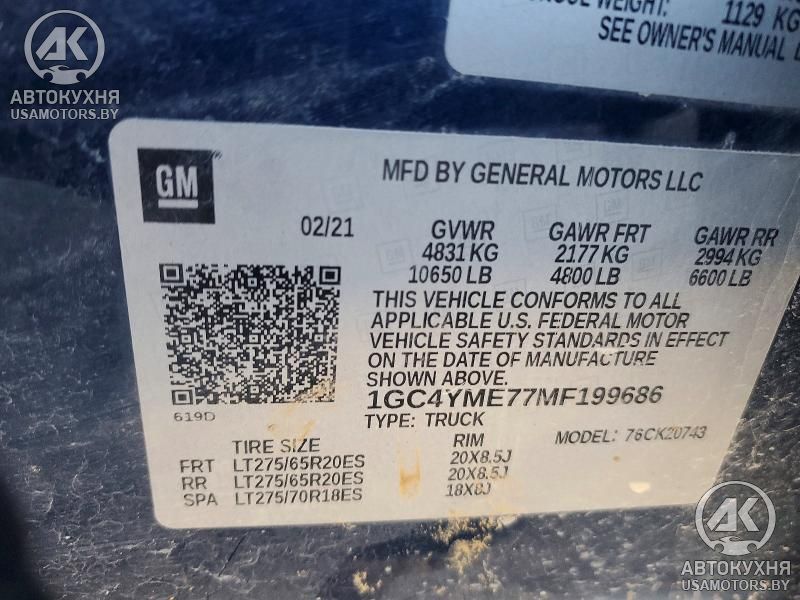 AK
АВТОКУХНЯ
USAMOTORS.BY
WEIGHT: 1129 KG
SEE OWNER'S MANUAL
GM
MFD BY GENERAL MOTORS LLC
02/21 GVWR GAWR FRT GAWR RR
4831 KG 2177 KG 2994 KG
10650 LB 4800 LB 6600 LB
THIS VEHICLE CONFORMS TO ALL
APPLICABLE U.S. FEDERAL MOTOR
VEHICLE SAFETY STANDARDS IN EFFECT
ON THE DATE OF MANUFACTURE
SHOWN ABOVE.
1GC4YME77MF199686
619D
TYPE: TRUCK MODEL: 76CK20743
TIRE SIZE RIM
FRT LT275/65R20ES 20X8.5J
RR LT275/65R20ES 20X8.5J
SPA LT275/70R18ES 18X8J
AK
АВТОКУХНЯ
USAMOTORS.BY